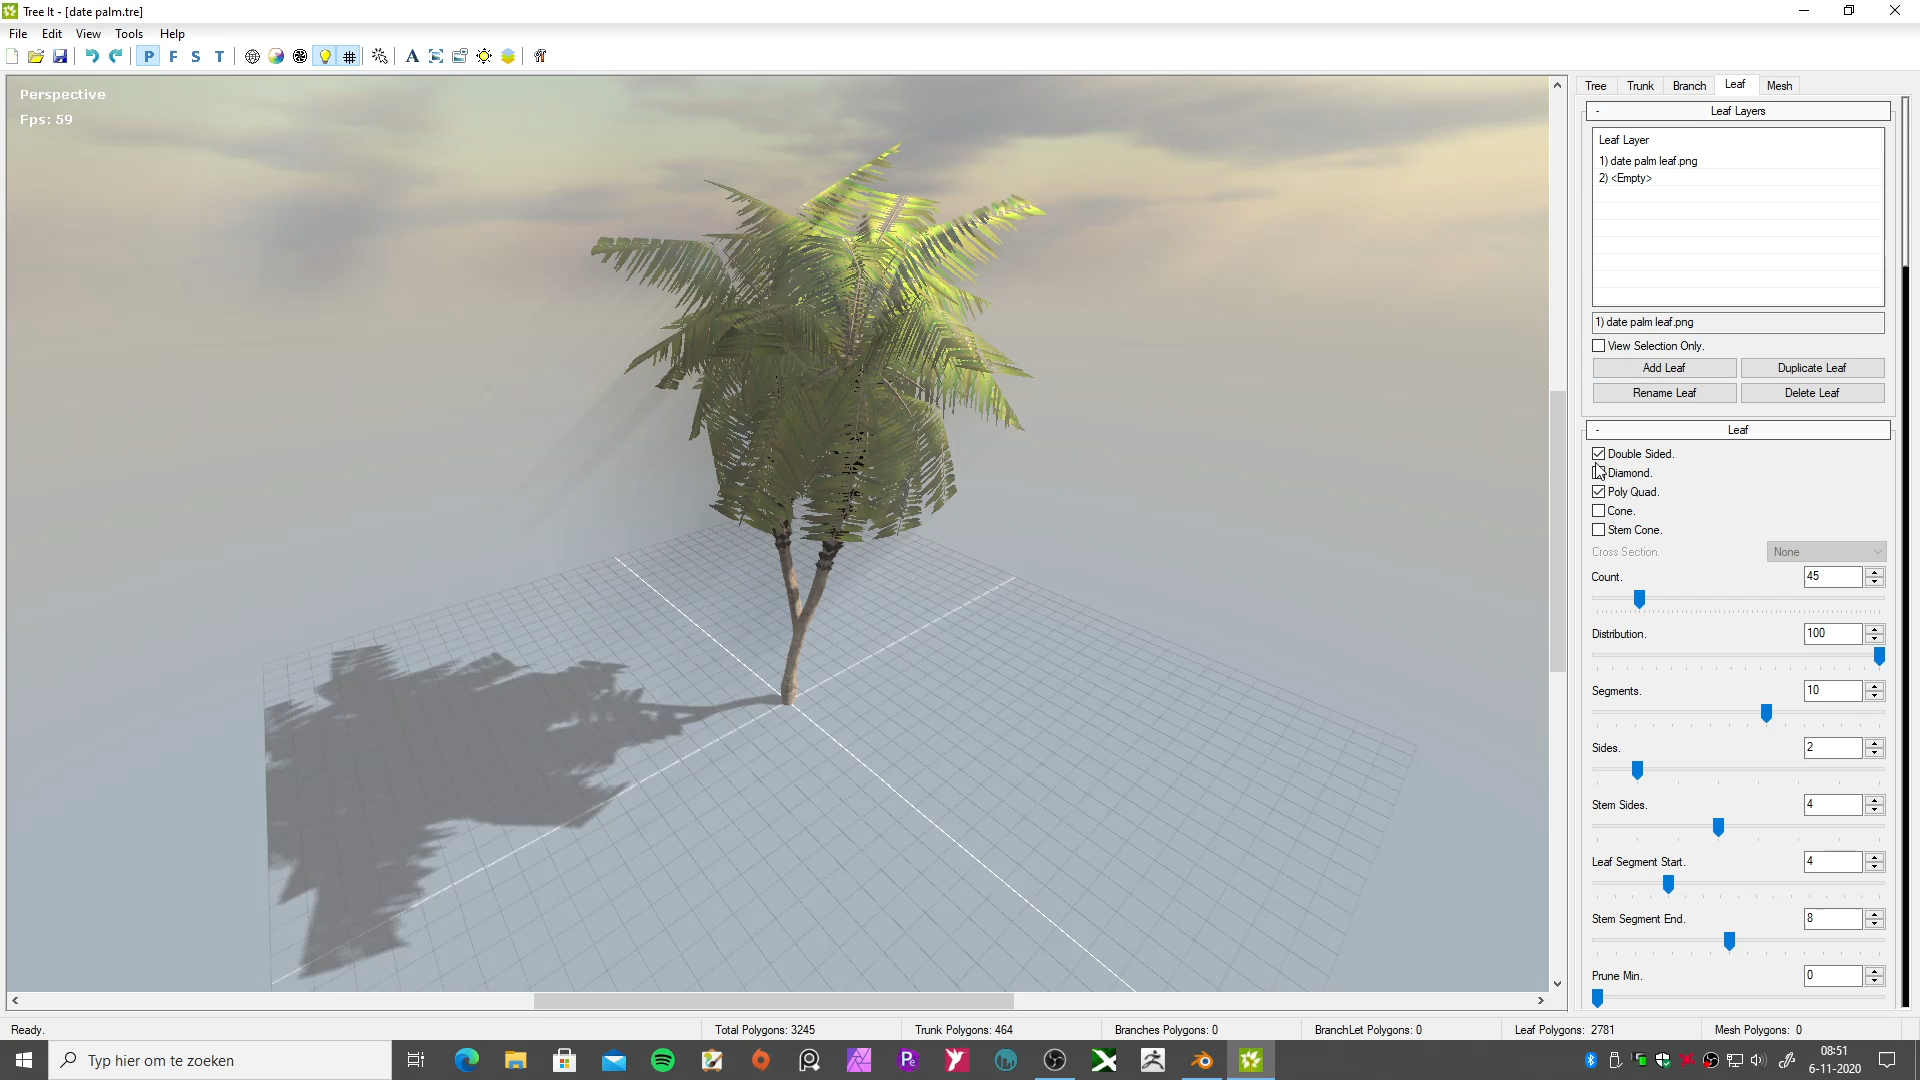 Tree It - [date palm.tre]
File Edit View Tools Help
P F S T A
Perspective
Fps: 59
Tree Trunk Branch Leaf Mesh
- Leaf Layers
Leaf Layer
1) date palm leaf.png
2) <Empty>
1) date palm leaf.png
View Selection Only.
Add Leaf Duplicate Leaf
Rename Leaf Delete Leaf
- Leaf
Double Sided.
Diamond.
Poly Quad.
Cone.
Stem Cone.
Cross Section. None
Count. 45
Distribution. 100
Segments. 10
Sides. 2
Stem Sides. 4
Leaf Segment Start. 4
Stem Segment End. 8
Prune Min. 0
Ready. Total Polygons: 3245 Trunk Polygons: 464 Branches Polygons: 0 BranchLet Polygons: 0 Leaf Polygons: 2781 Mesh Polygons: 0
Typ hier om te zoeken
08:51
6-11-2020